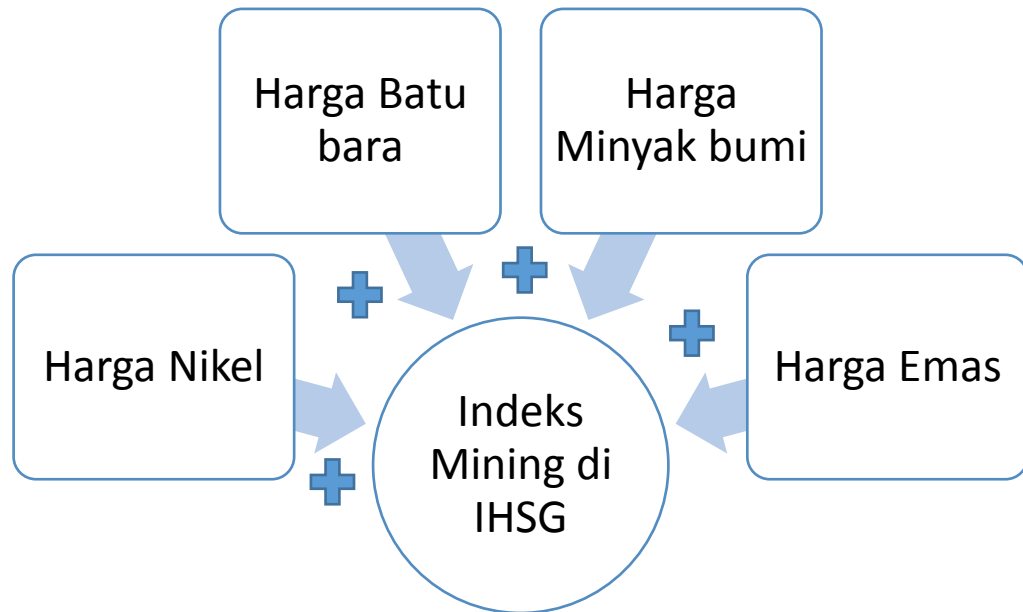 Harga Batu
bara
Harga
Minyak bumi
Harga Nikel
Harga Emas
Indeks
Mining di
IHSG